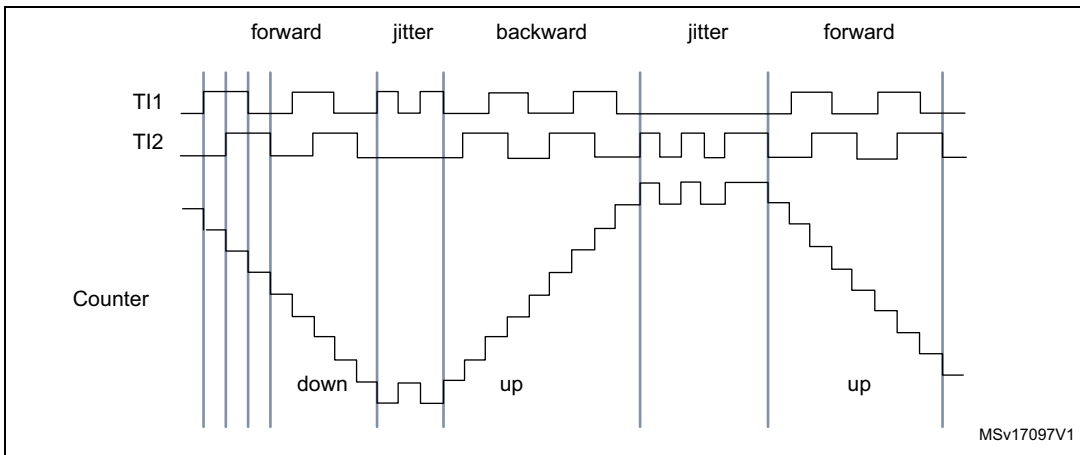 forward jitter backward jitter forward
TI1
TI2
Counter
down up up
MSv17097V1